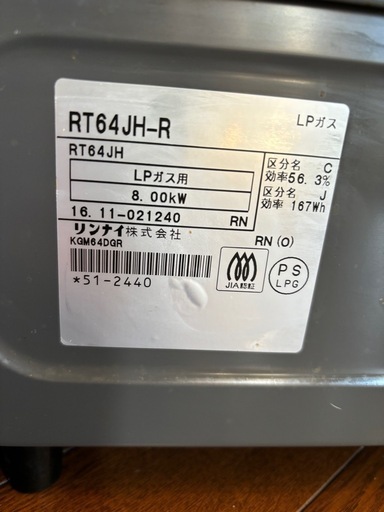 RT64JH-R
LPガス
RT64JH
LPガス用
8.00kW
16.11-021240 RN
区分名 C
効率56.3%
区分名 J
効率 167Wh
リンナイ株式会社
KGM64DGR
RN(O)
*51-2440
JIA認証
PS
LPG